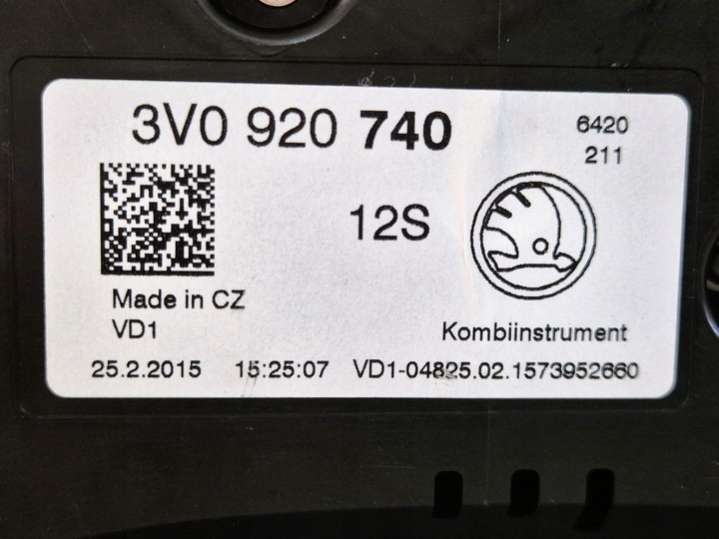 3V0 920 740
6420
211
12S
Made in CZ
VD1
Kombiinstrument
25.2.2015 15:25:07 VD1-04825.02.1573952660